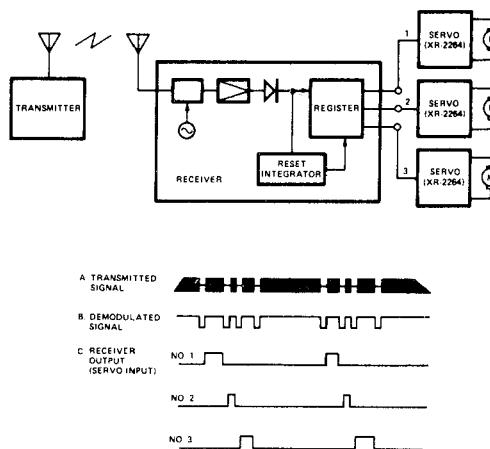 1
SERVO
(XR-2264)
TRANSMITTER
REGISTER
2
SERVO
(XR-2264)
RESET
INTEGRATOR
RECEIVER
3
SERVO
(XR-2264)
A. TRANSMITTED
SIGNAL
B. DEMODULATED
SIGNAL
C. RECEIVER
OUTPUT
(SERVO INPUT)
NO 1
NO 2
NO 3